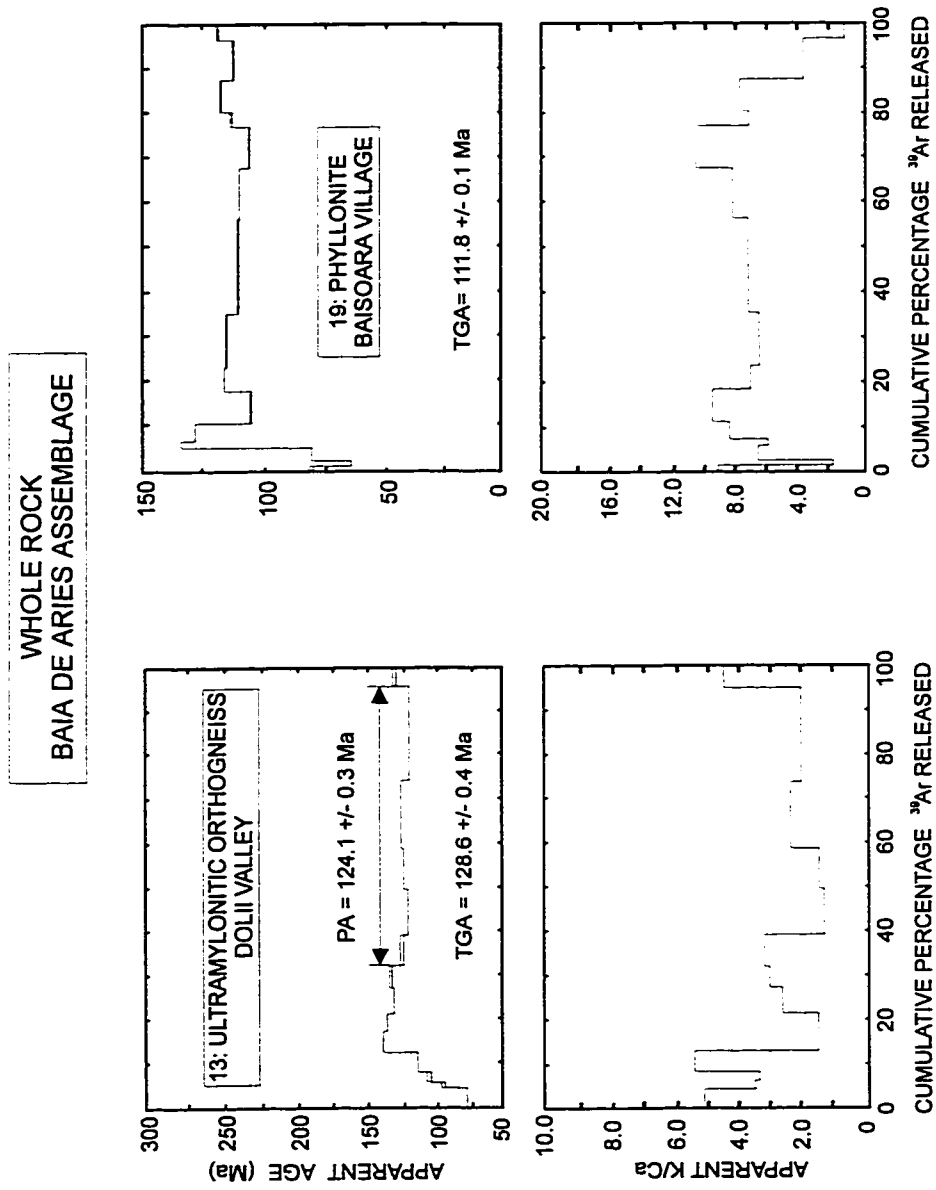 WHOLE ROCK
BAIA DE ARIES ASSEMBLAGE
13: ULTRAMYLONITIC ORTHOGNEISS
DOLII VALLEY
PA = 124.1 +/- 0.3 Ma
TGA = 128.6 +/- 0.4 Ma
APPARENT AGE (Ma)
300
250
200
150
100
50
19: PHYLLONITE
BAISOARA VILLAGE
TGA= 111.8 +/- 0.1 Ma
150
100
50
0
APPARENT K/Ca
10.0
8.0
6.0
4.0
2.0
0
0 20 40 60 80 100
CUMULATIVE PERCENTAGE ³⁹Ar RELEASED
20.0
16.0
12.0
8.0
4.0
0
0 20 40 60 80 100
CUMULATIVE PERCENTAGE ³⁹Ar RELEASED